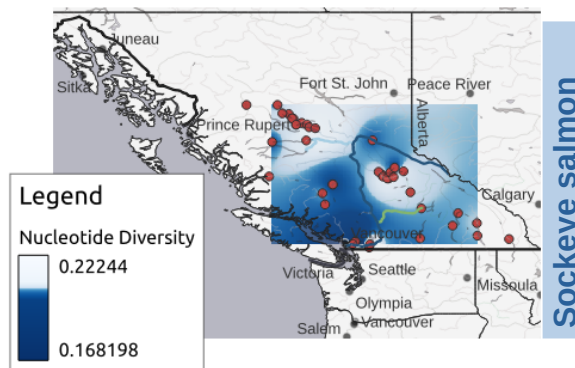 Juneau
Sitka
Fort St. John
Peace River
Prince Rupert
Alberta
Calgary
Vancouver
Victoria
Seattle
Missoula
Olympia
Vancouver
Salem
Legend
Nucleotide Diversity
0.22244
0.168198
Sockeye salmon